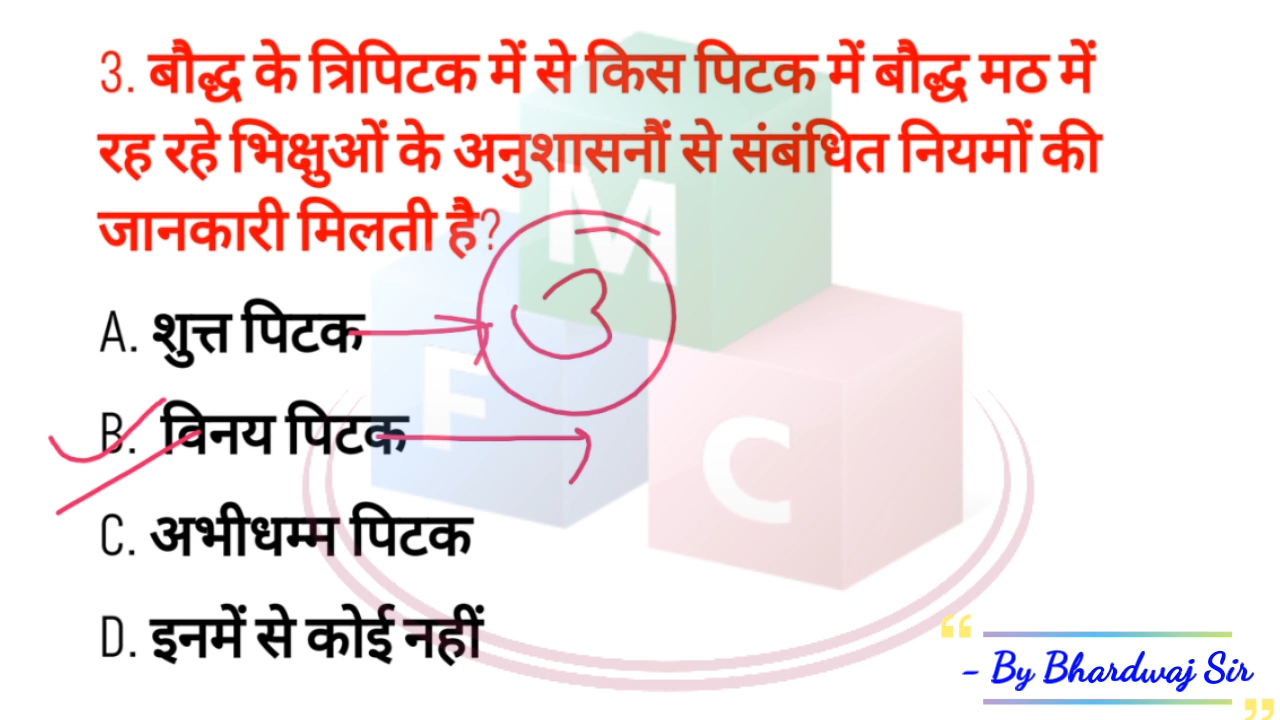 3. बौद्ध के त्रिपिटक में से किस पिटक में बौद्ध मठ में
रह रहे भिक्षुओं के अनुशासनौं से संबंधित नियमों की
जानकारी मिलती है?
A. शुत्त पिटक
3
B. विनय पिटक
C. अभीधम्म पिटक
D. इनमें से कोई नहीं
M
F
C
“
- By Bhardwaj Sir
”